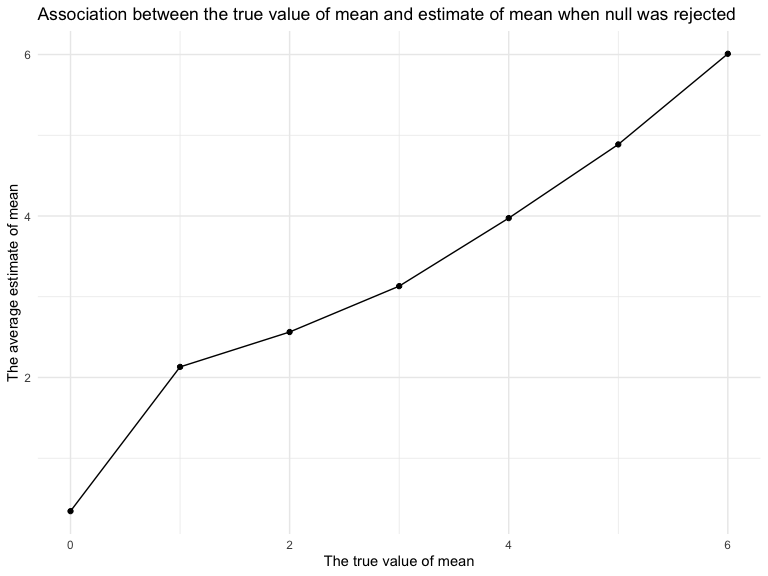 Association between the true value of mean and estimate of mean when null was rejected
The average estimate of mean
6
4
2
0 2 4 6
The true value of mean